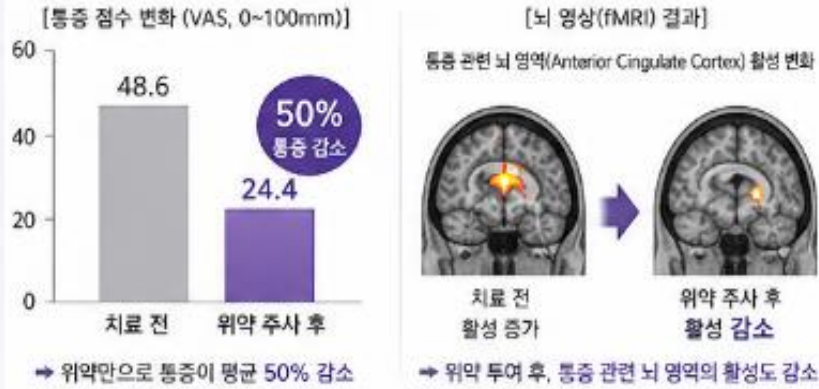 [통증 점수 변화 (VAS, 0~100mm)]
60
40
20
0
48.6
50%
통증 감소
24.4
치료 전
위약 주사 후
➡ 위약만으로 통증이 평균 50% 감소
[뇌 영상(fMRI) 결과]
통증 관련 뇌 영역(Anterior Cingulate Cortex) 활성 변화
치료 전
활성 증가
위약 주사 후
활성 감소
➡ 위약 투여 후, 통증 관련 뇌 영역의 활성도 감소